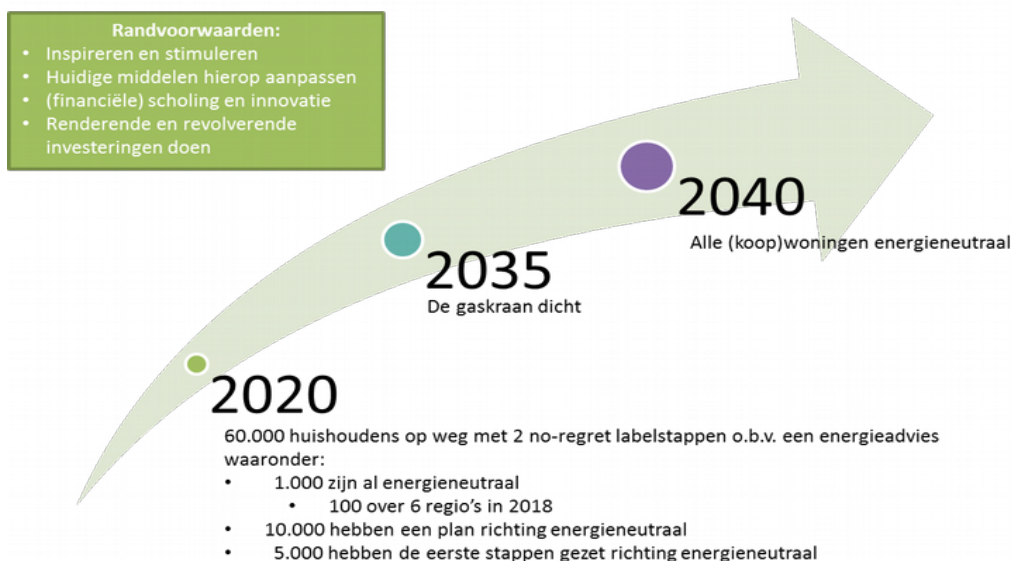 Randvoorwaarden:
• Inspireren en stimuleren
• Huidige middelen hierop aanpassen
• (financiële) scholing en innovatie
• Renderende en revolverende
investeringen doen
2040
Alle (koop)woningen energieneutraal
2035
De gaskraan dicht
2020
60.000 huishoudens op weg met 2 no-regret labelstappen o.b.v. een energieadvies
waaronder:
• 1.000 zijn al energieneutraal
• 100 over 6 regio's in 2018
• 10.000 hebben een plan richting energieneutraal
• 5.000 hebben de eerste stappen gezet richting energieneutraal